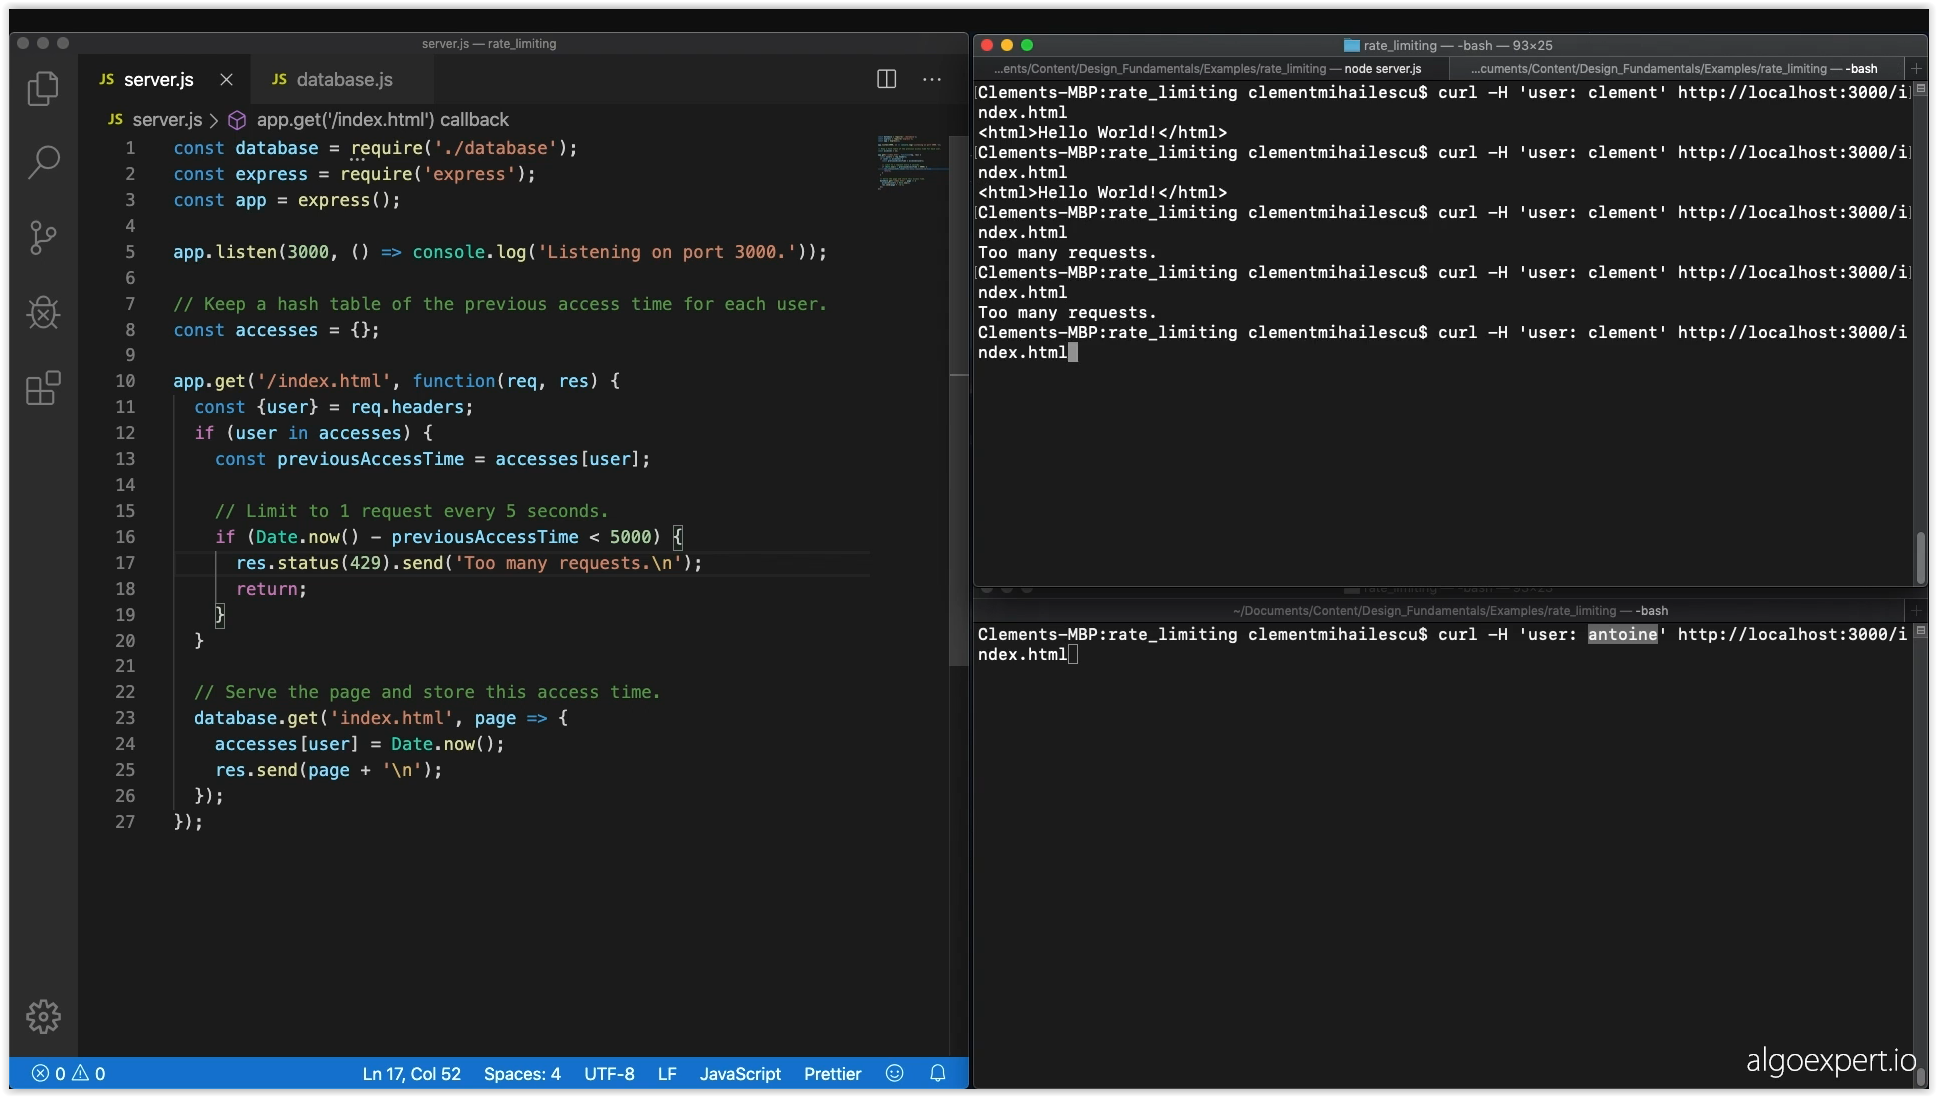 server.js — rate_limiting
JS server.js
JS database.js
JS server.js > app.get('/index.html') callback
1 const database = require('./database');
2 const express = require('express');
3 const app = express();
4
5 app.listen(3000, () => console.log('Listening on port 3000.'));
6
7 // Keep a hash table of the previous access time for each user.
8 const accesses = {};
9
10 app.get('/index.html', function(req, res) {
11 const {user} = req.headers;
12 if (user in accesses) {
13 const previousAccessTime = accesses[user];
14
15 // Limit to 1 request every 5 seconds.
16 if (Date.now() - previousAccessTime < 5000) {
17 res.status(429).send('Too many requests.\n');
18 return;
19 }
20 }
21
22 // Serve the page and store this access time.
23 database.get('index.html', page => {
24 accesses[user] = Date.now();
25 res.send(page + '\n');
26 });
27 });
0 0 Ln 17, Col 52 Spaces: 4 UTF-8 LF JavaScript Prettier
rate_limiting — -bash — 93×25
...ents/Content/Design_Fundamentals/Examples/rate_limiting — node server.js
...cuments/Content/Design_Fundamentals/Examples/rate_limiting — -bash
Clements-MBP:rate_limiting clementmihailescu$ curl -H 'user: clement' http://localhost:3000/i
ndex.html
<html>Hello World!</html>
Clements-MBP:rate_limiting clementmihailescu$ curl -H 'user: clement' http://localhost:3000/i
ndex.html
<html>Hello World!</html>
Clements-MBP:rate_limiting clementmihailescu$ curl -H 'user: clement' http://localhost:3000/i
ndex.html
Too many requests.
Clements-MBP:rate_limiting clementmihailescu$ curl -H 'user: clement' http://localhost:3000/i
ndex.html
Too many requests.
Clements-MBP:rate_limiting clementmihailescu$ curl -H 'user: clement' http://localhost:3000/i
ndex.html
rate_limiting — -bash — 93×25
~/Documents/Content/Design_Fundamentals/Examples/rate_limiting — -bash
Clements-MBP:rate_limiting clementmihailescu$ curl -H 'user: antoine' http://localhost:3000/i
ndex.html
algoexpert.io